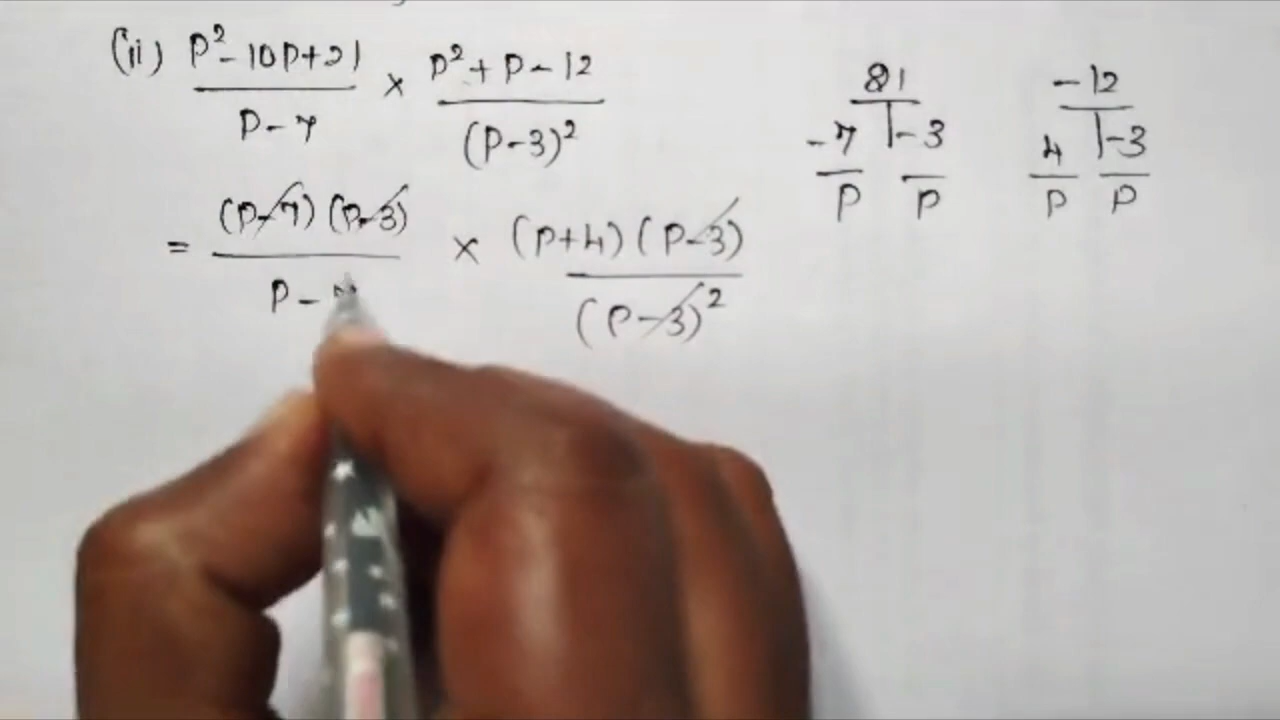 (ii) p² - 10p + 21 / p - 7 × p² + p - 12 / (p - 3)²
= (p - 7) (p - 3) / p - × (p + 4) (p - 3) / (p - 3)²
21
-7 | -3
p p
-12
4 | -3
p p